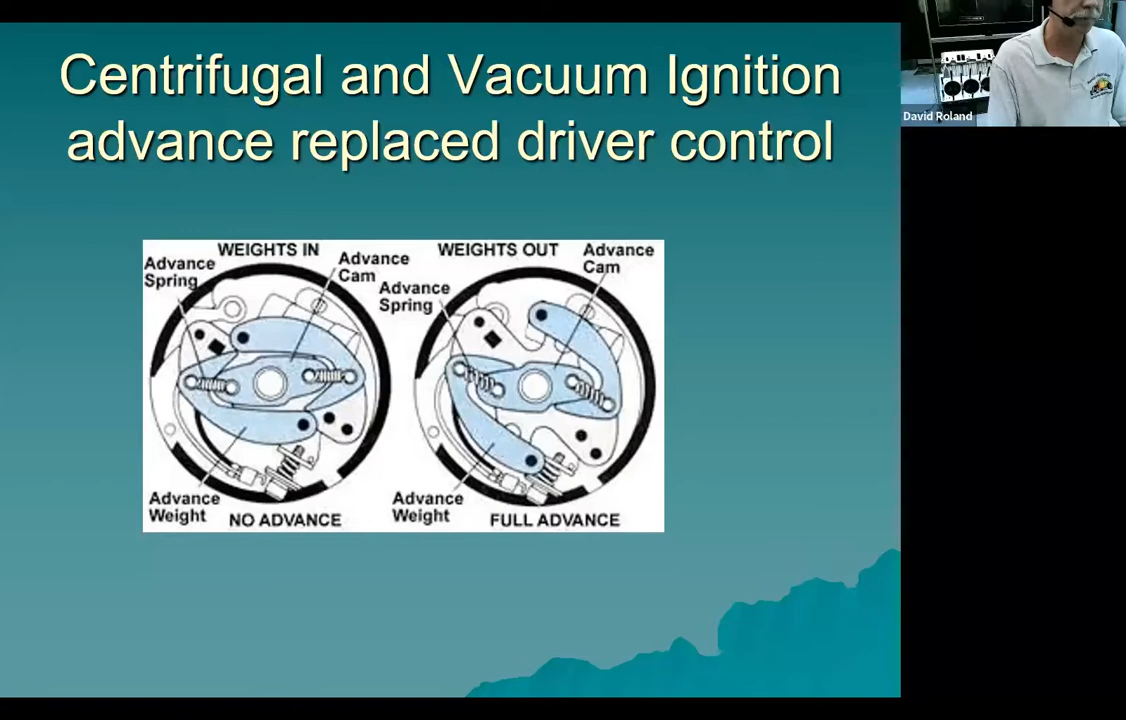 Centrifugal and Vacuum Ignition
advance replaced driver control
David Roland
WEIGHTS IN
Advance
Spring
Advance
Cam
NO ADVANCE
Advance
Weight
WEIGHTS OUT
Advance
Cam
Advance
Spring
Advance
Weight
FULL ADVANCE